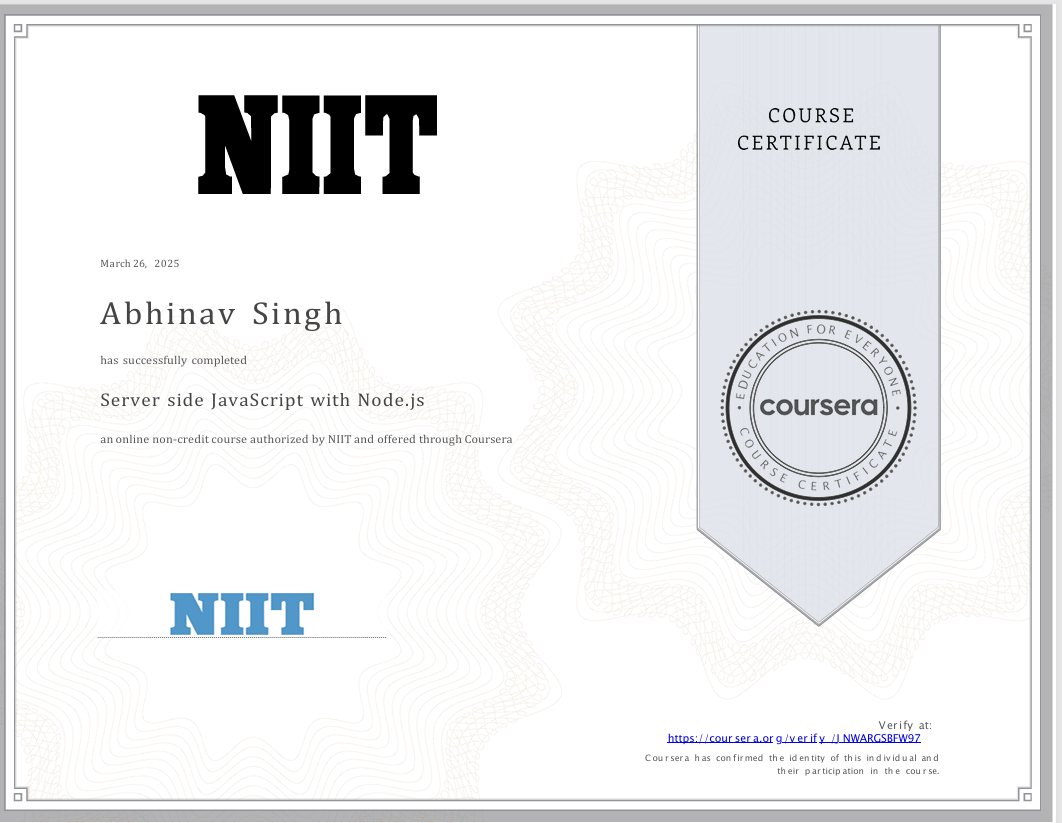 NIIT
COURSE
CERTIFICATE
March 26, 2025
Abhinav Singh
has successfully completed
Server side JavaScript with Node.js
an online non-credit course authorized by NIIT and offered through Coursera
EDUCATION FOR EVERYONE
coursera
COURSE CERTIFICATE
NIIT
Verify at:
https://coursera.org/verify/JNWARGSBFW97
Coursera has confirmed the identity of this individual and
their participation in the course.